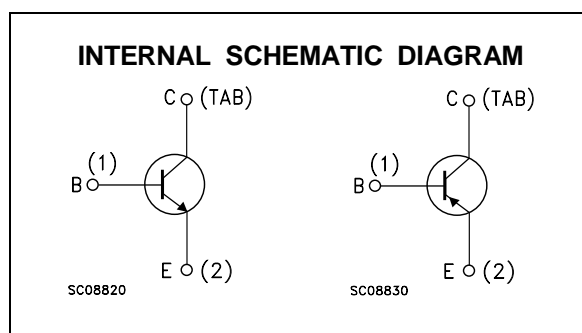 INTERNAL SCHEMATIC DIAGRAM
C (TAB)
C (TAB)
(1)
(1)
B
B
E (2)
E (2)
SC08820
SC08830